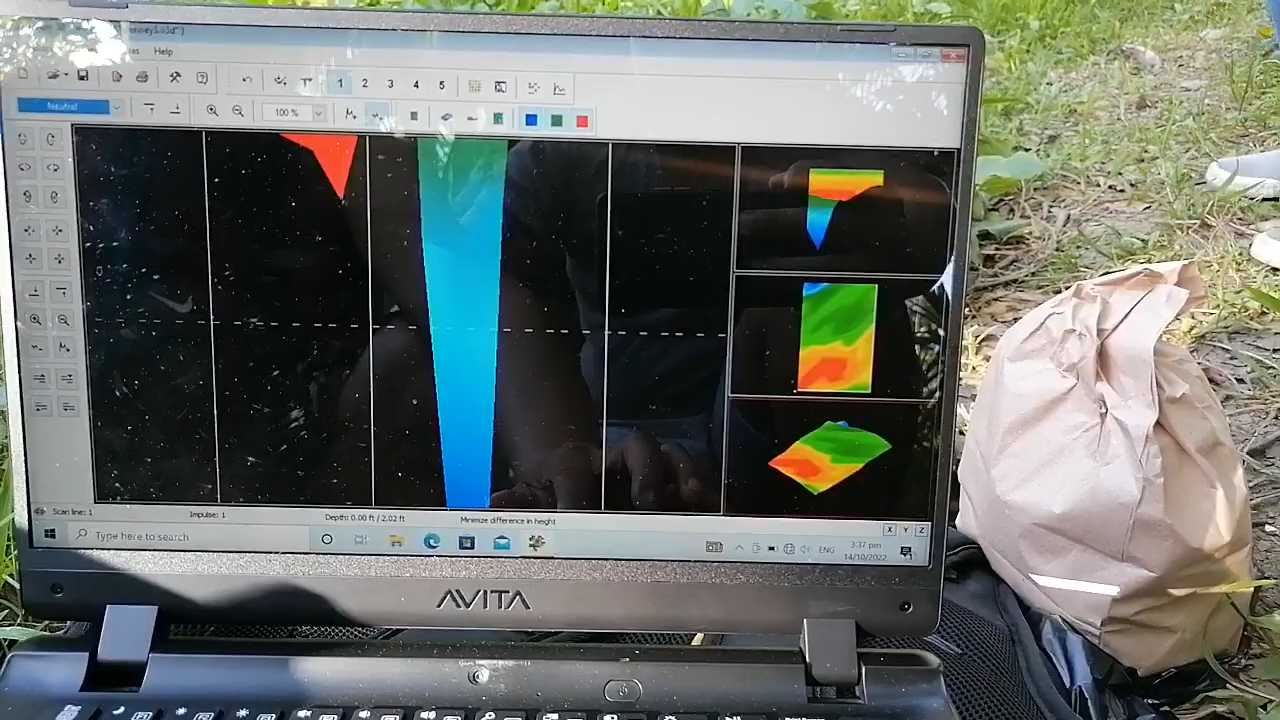 Help
1 2 3 4 5
Neutral
100 %
Scan line: 1
Impulse: 1
Depth: 0.00 ft / 2.02 ft
Minimize difference in height
X Y Z
Type here to search
ENG
3:37 pm
14/10/2022
AVITA